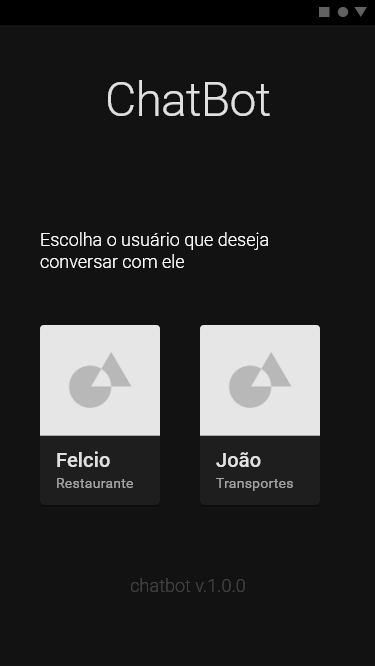 ChatBot
Escolha o usuário que deseja
conversar com ele
Felcio
João
Restaurante
Transportes
chatbot v.1.0.0